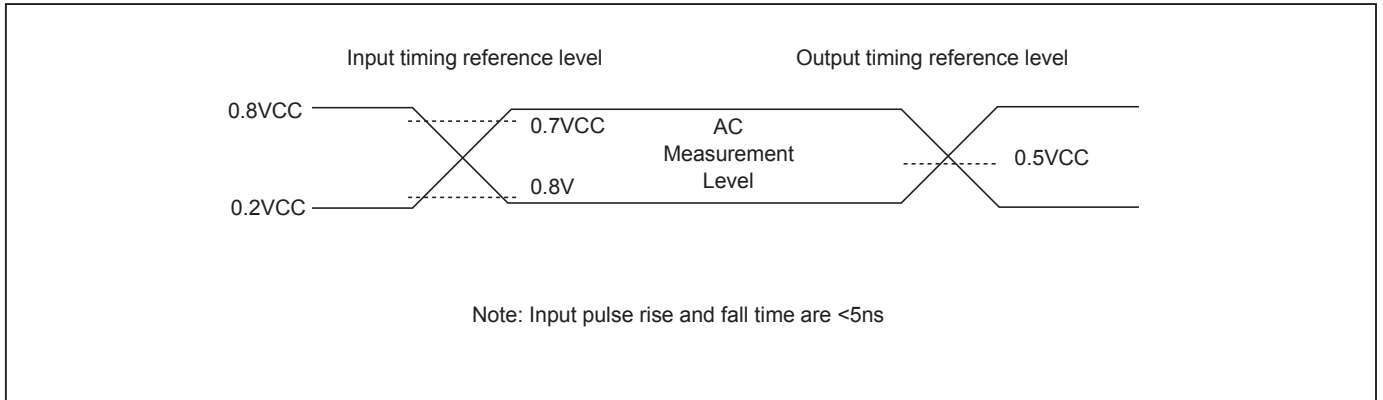 Input timing reference level
Output timing reference level
0.8VCC
0.7VCC
AC
Measurement
Level
0.5VCC
0.8V
0.2VCC
Note: Input pulse rise and fall time are <5ns